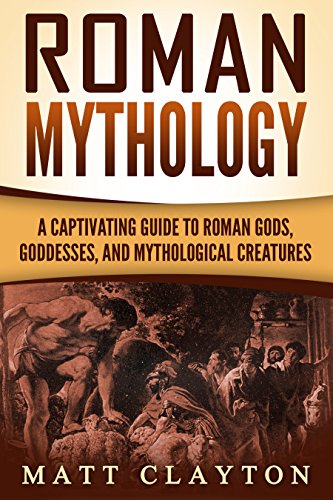 ROMAN
MYTHOLOGY
A CAPTIVATING GUIDE TO ROMAN GODS,
GODDESSES, AND MYTHOLOGICAL CREATURES
MATT CLAYTON